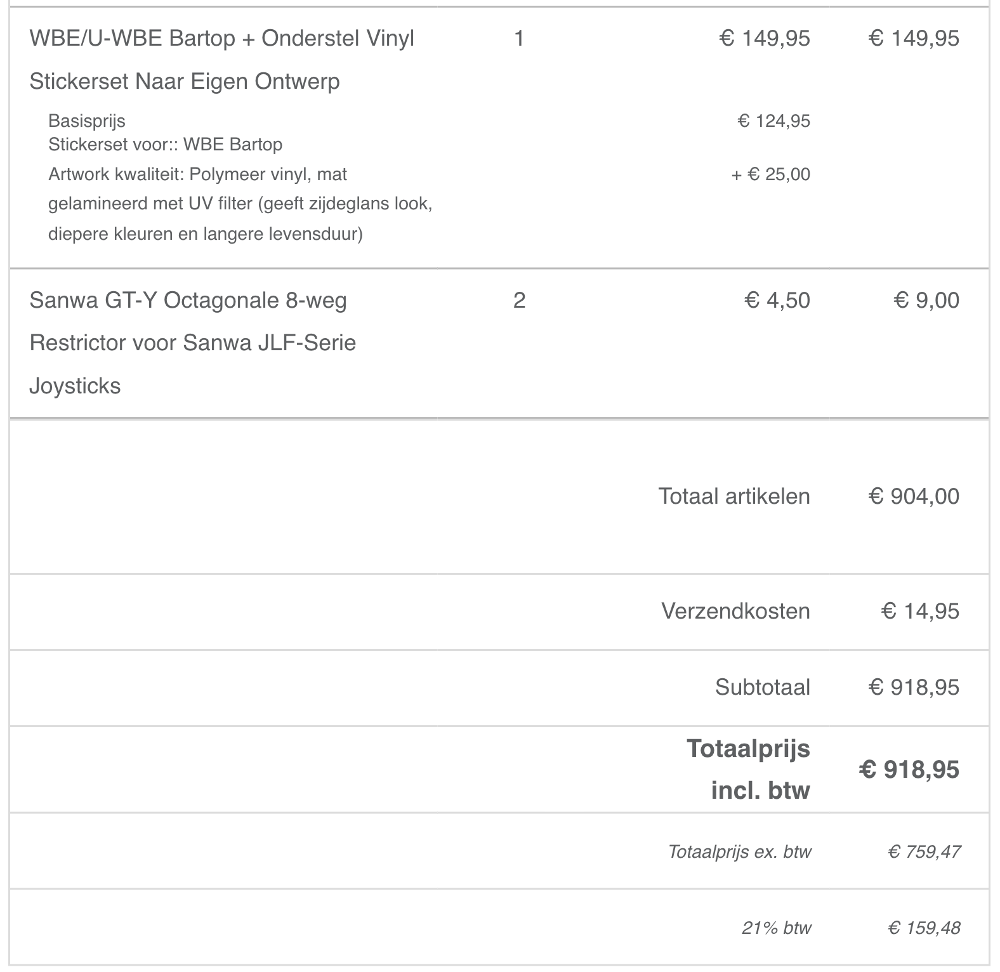 WBE/U-WBE Bartop + Onderstel Vinyl 1 € 149,95 € 149,95
Stickerset Naar Eigen Ontwerp
Basisprijs € 124,95
Stickerset voor:: WBE Bartop
Artwork kwaliteit: Polymeer vinyl, mat + € 25,00
gelamineerd met UV filter (geeft zijdeglans look,
diepere kleuren en langere levensduur)
Sanwa GT-Y Octagonale 8-weg 2 € 4,50 € 9,00
Restrictor voor Sanwa JLF-Serie
Joysticks
Totaal artikelen € 904,00
Verzendkosten € 14,95
Subtotaal € 918,95
Totaalprijs
incl. btw € 918,95
Totaalprijs ex. btw € 759,47
21% btw € 159,48